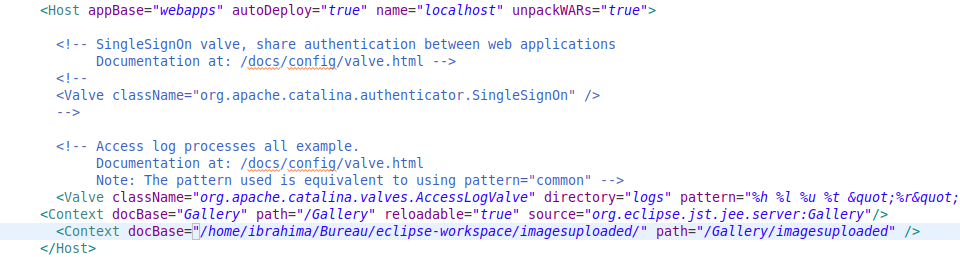 <Host appBase="webapps" autoDeploy="true" name="localhost" unpackWARs="true">
<!-- SingleSignOn valve, share authentication between web applications
Documentation at: /docs/config/valve.html -->
<!--
<Valve className="org.apache.catalina.authenticator.SingleSignOn" />
-->
<!-- Access log processes all example.
Documentation at: /docs/config/valve.html
Note: The pattern used is equivalent to using pattern="common" -->
<Valve className="org.apache.catalina.valves.AccessLogValve" directory="logs" pattern="%h %l %u %t &quot;%r&quot;
<Context docBase="Gallery" path="/Gallery" reloadable="true" source="org.eclipse.jst.jee.server:Gallery"/>
<Context docBase="/home/ibrahima/Bureau/eclipse-workspace/imagesuploaded/" path="/Gallery/imagesuploaded" />
</Host>